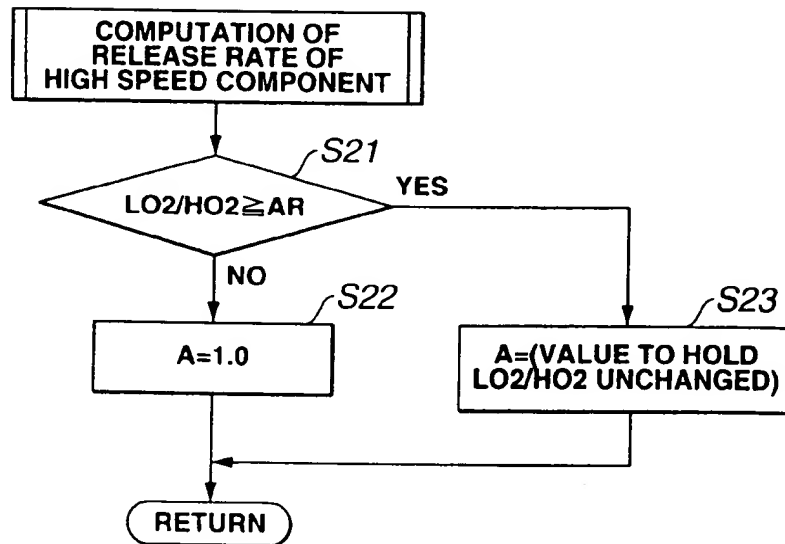 COMPUTATION OF
RELEASE RATE OF
HIGH SPEED COMPONENT
S21
LO2/HO2≧AR
YES
NO
S22
A=1.0
S23
A=(VALUE TO HOLD
LO2/HO2 UNCHANGED)
RETURN